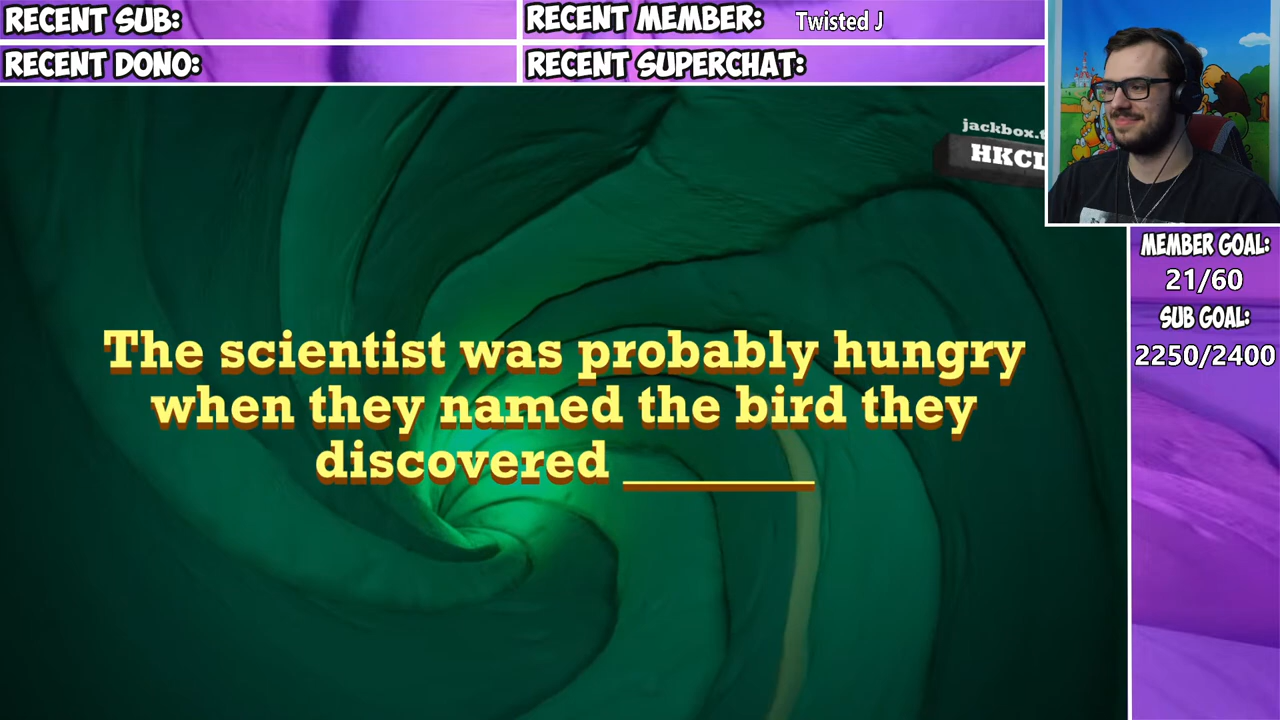 RECENT SUB:
RECENT MEMBER: Twisted J
RECENT DONO:
RECENT SUPERCHAT:
HKCL
MEMBER GOAL:
21/60
SUB GOAL:
2250/2400
The scientist was probably hungry
when they named the bird they
discovered ________